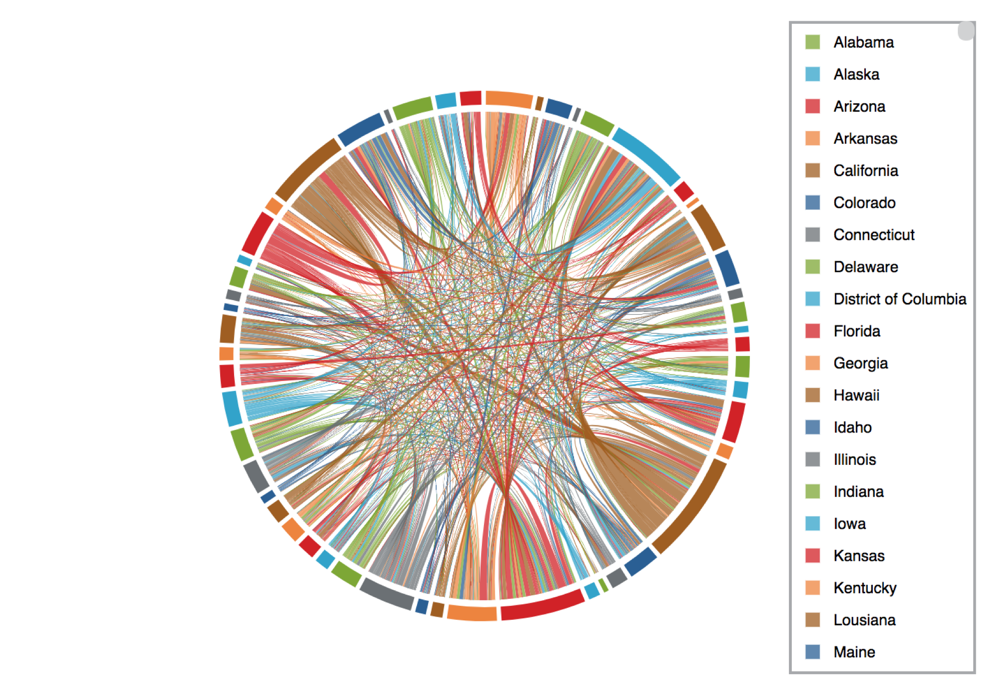 Alabama
Alaska
Arizona
Arkansas
California
Colorado
Connecticut
Delaware
District of Columbia
Florida
Georgia
Hawaii
Idaho
Illinois
Indiana
Iowa
Kansas
Kentucky
Lousiana
Maine